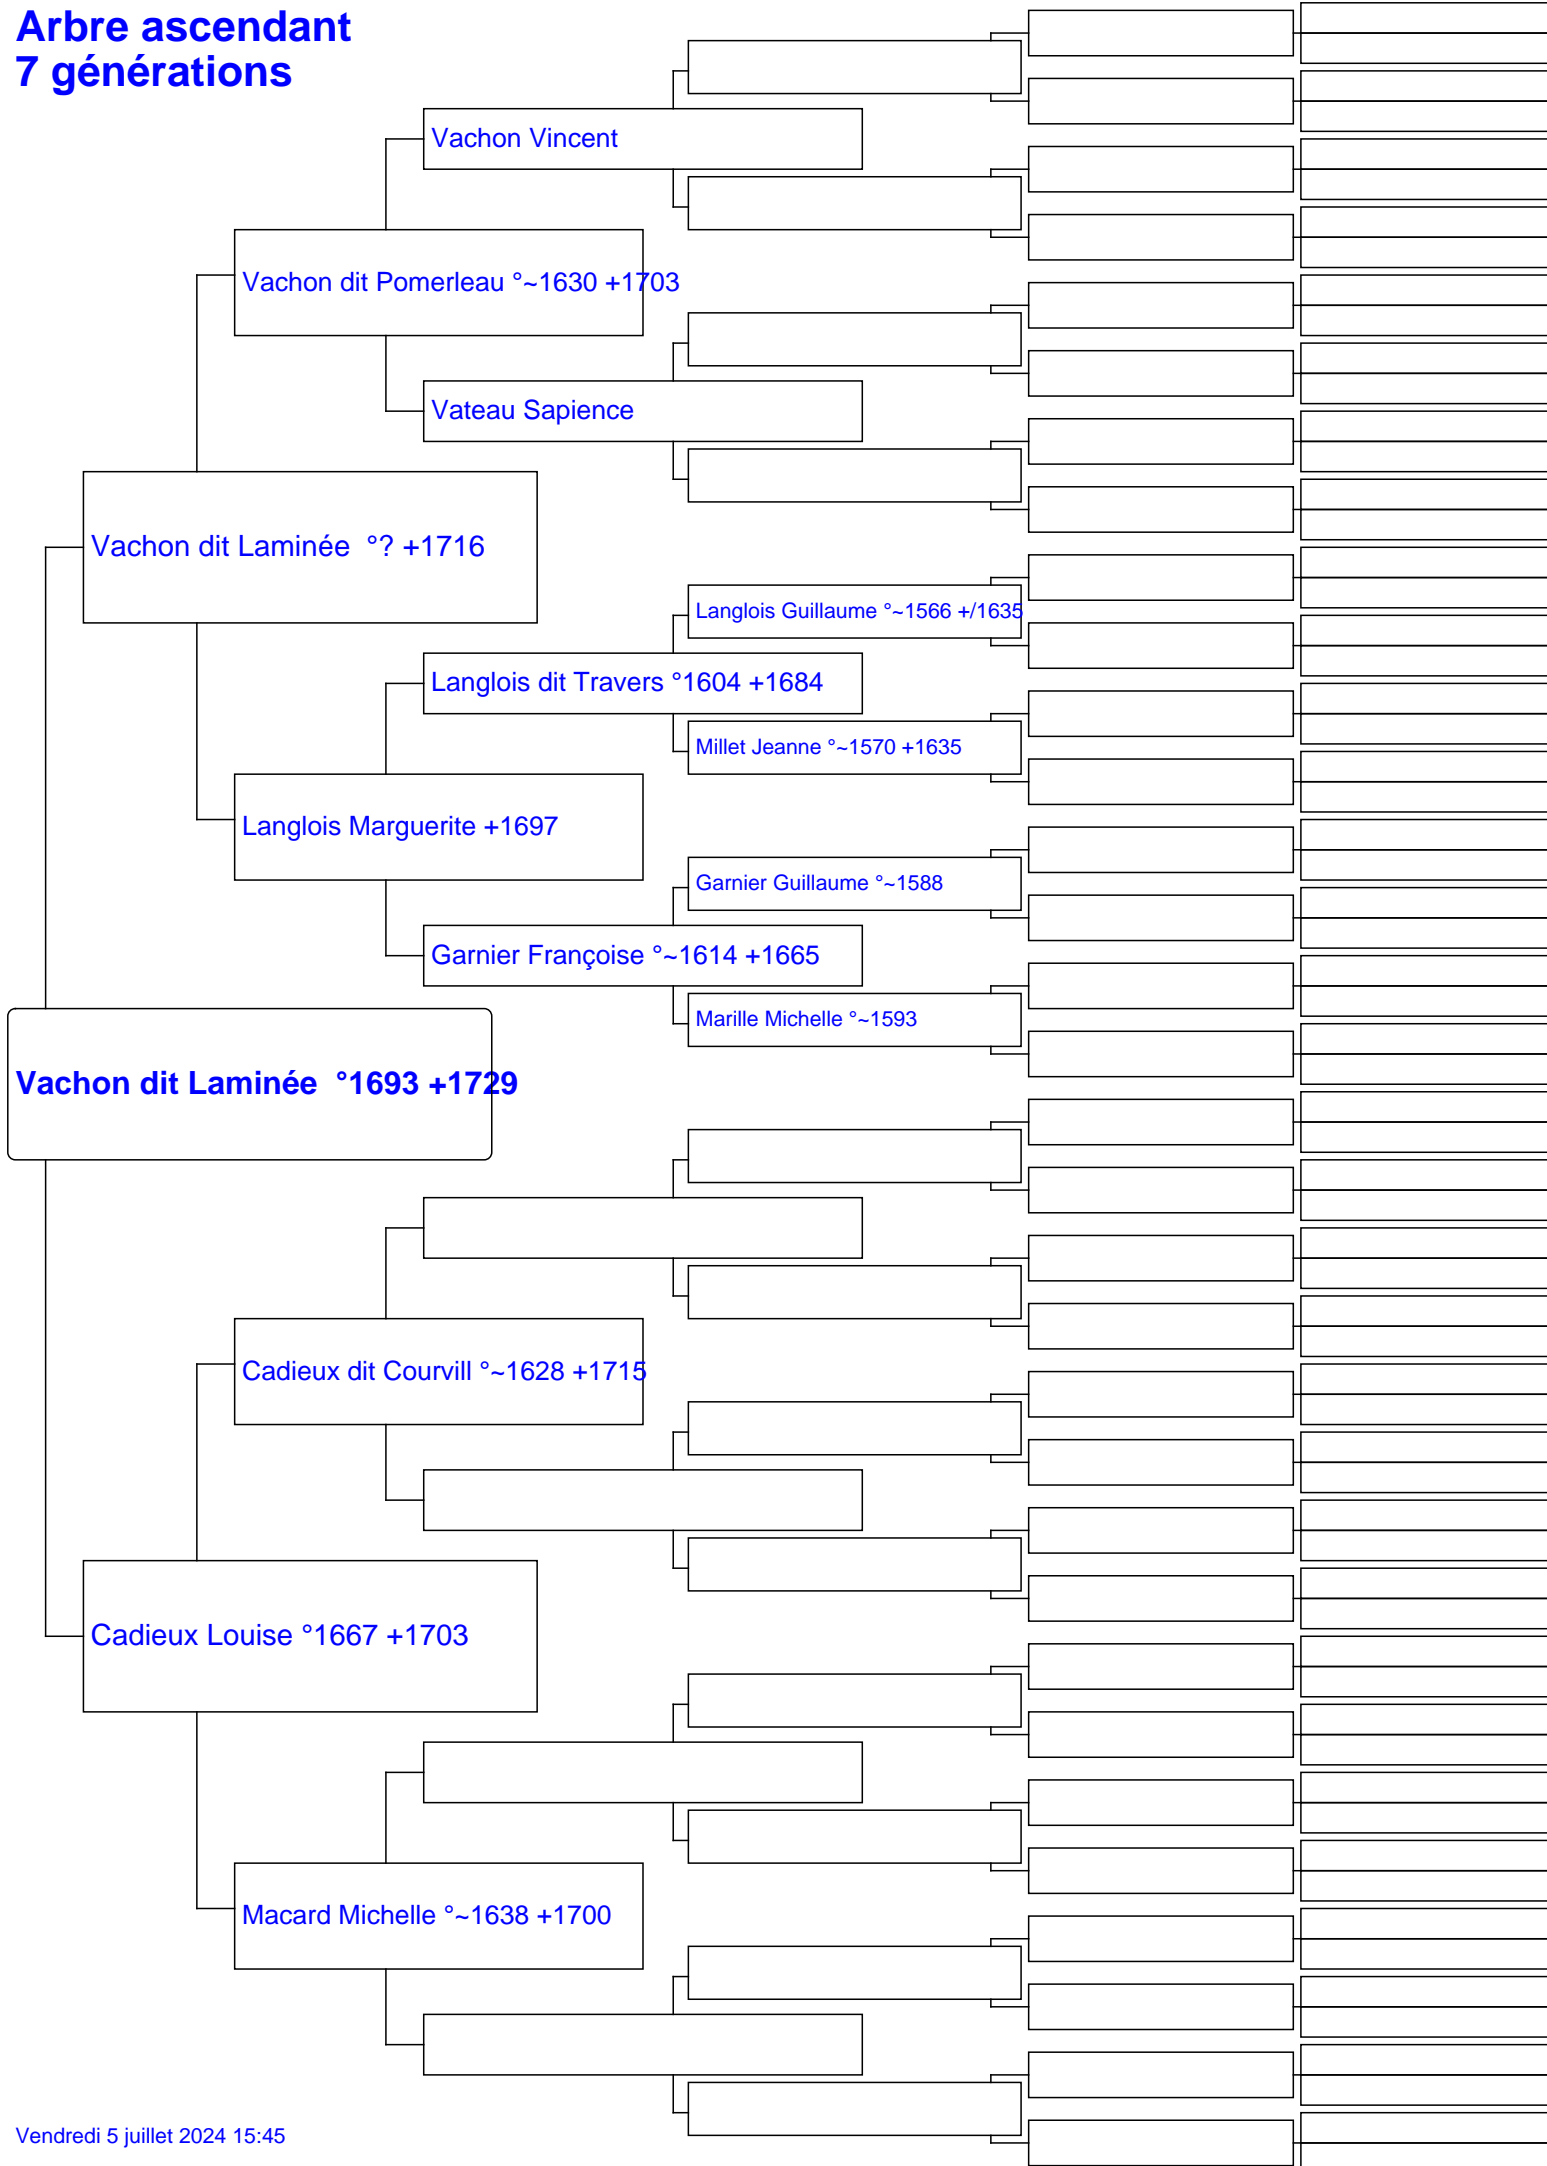 Arbre ascendant
7 générations
Vachon Vincent
Vachon dit Pomerleau °~1630 +1703
Vateau Sapience
Vachon dit Laminée  °? +1716
Langlois Guillaume °~1566 +/1635
Langlois dit Travers °1604 +1684
Millet Jeanne °~1570 +1635
Langlois Marguerite +1697
Garnier Guillaume °~1588
Garnier Françoise °~1614 +1665
Marille Michelle °~1593
Vachon dit Laminée  °1693 +1729
Cadieux dit Courvill °~1628 +1715
Cadieux Louise °1667 +1703
Macard Michelle °~1638 +1700
Vendredi 5 juillet 2024 15:45